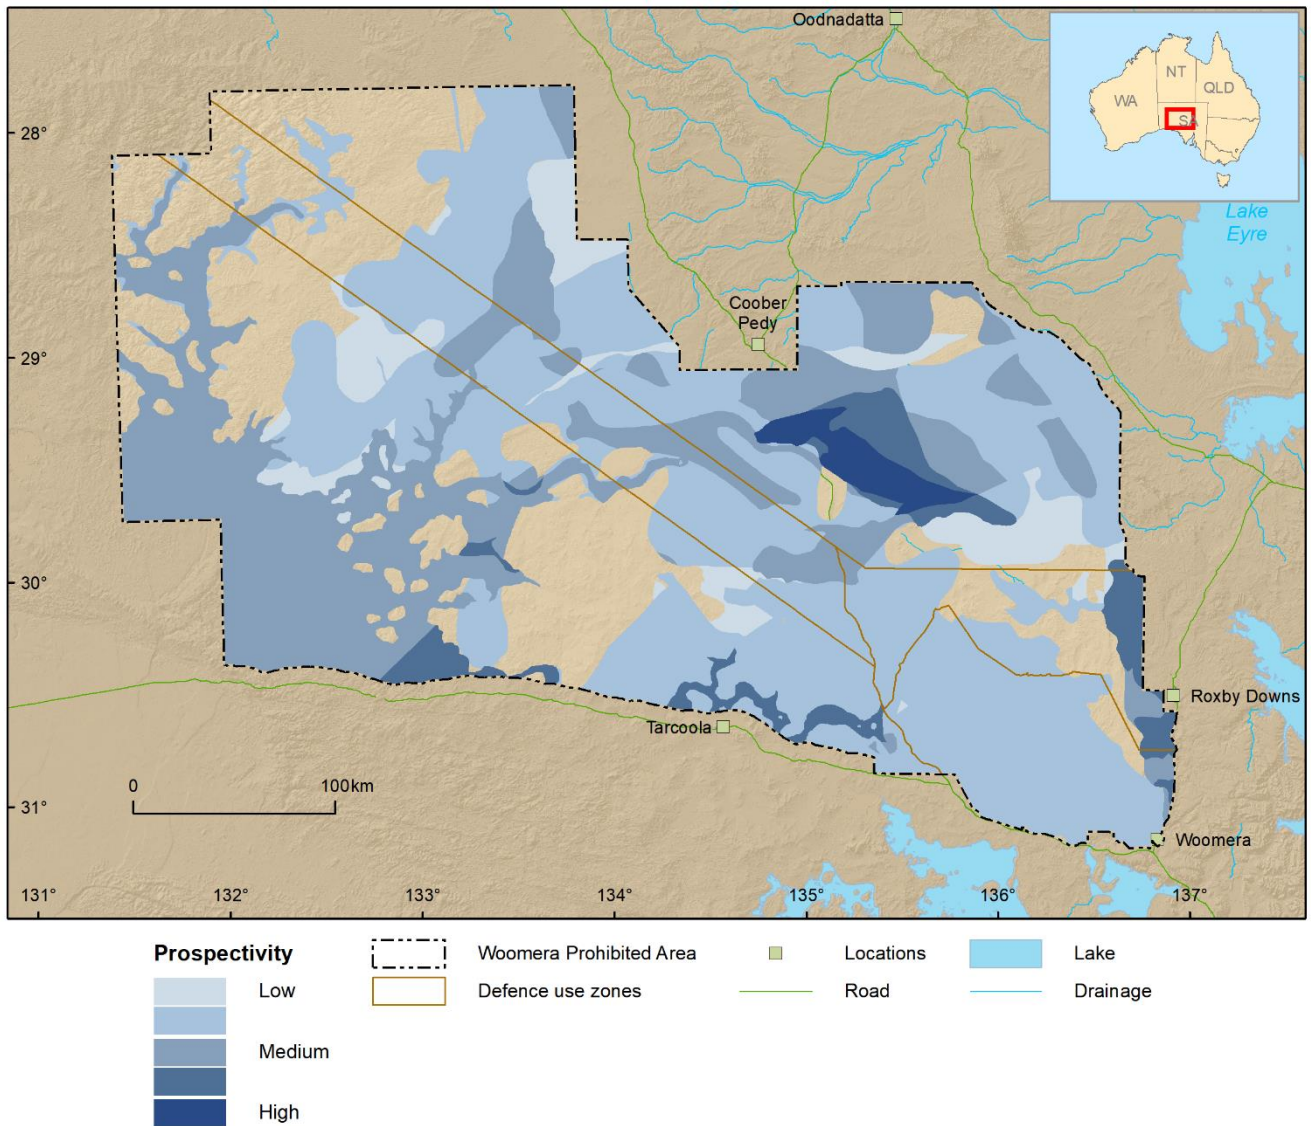 Oodnadatta
NT
QLD
WA
SA
Lake
Eyre
28°
Coober
Pedy
29°
30°
Roxby Downs
Tarcoola
0
100km
31°
Woomera
131°
132°
133°
134°
135°
136°
137°
Prospectivity
Woomera Prohibited Area
Locations
Lake
Low
Defence use zones
Road
Drainage
Medium
High